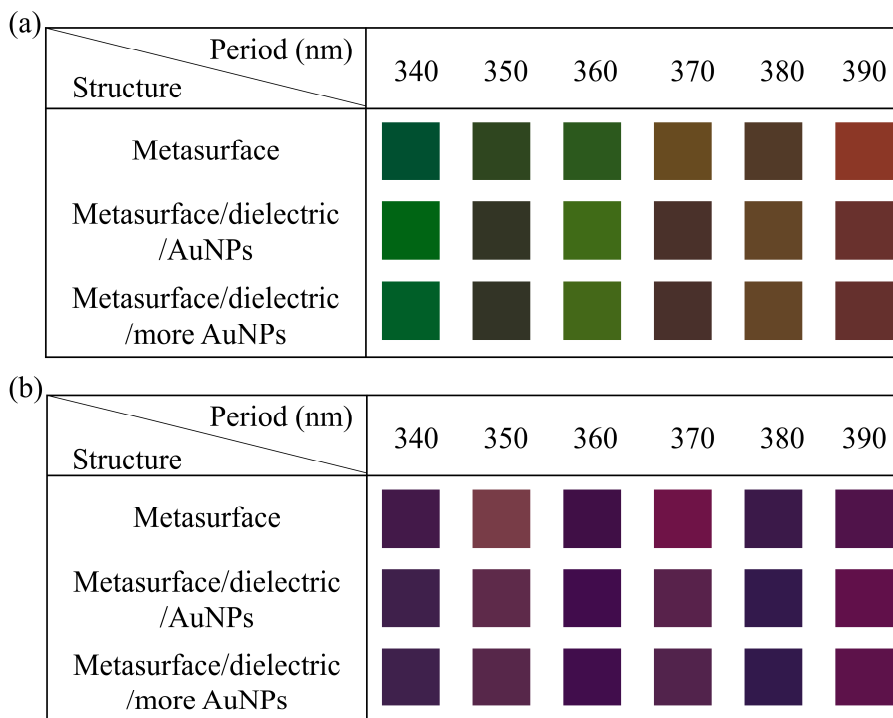 (a)
Period (nm)
Structure
340 350 360 370 380 390
Metasurface
Metasurface/dielectric
/AuNPs
Metasurface/dielectric
/more AuNPs
(b)
Period (nm)
Structure
340 350 360 370 380 390
Metasurface
Metasurface/dielectric
/AuNPs
Metasurface/dielectric
/more AuNPs